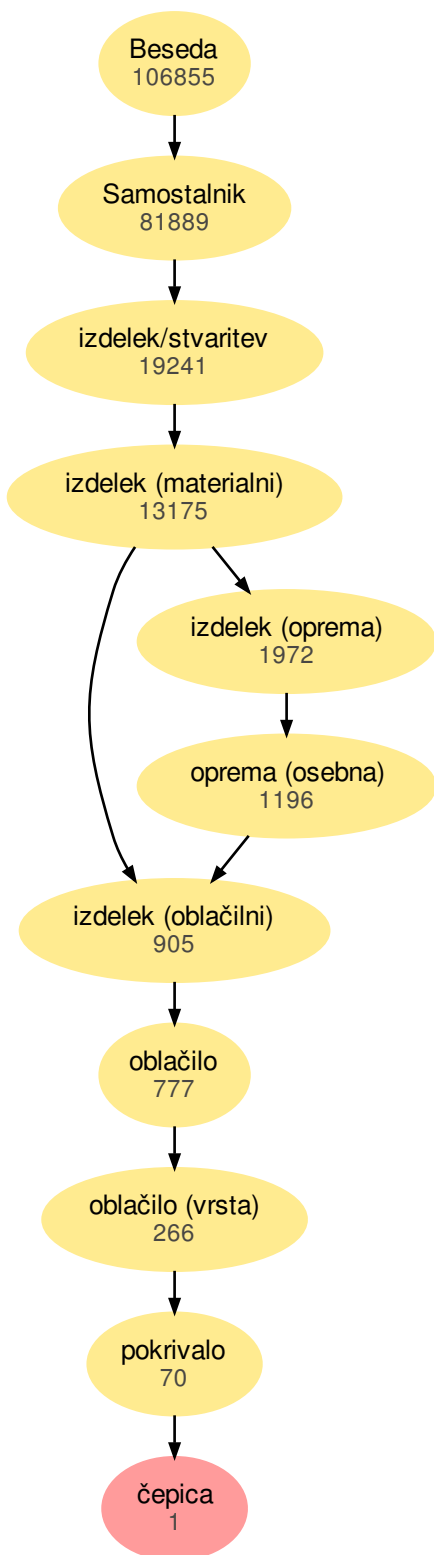 Beseda
106855
Samostalnik
81889
izdelek/stvaritev
19241
izdelek (materialni)
13175
izdelek (oprema)
1972
oprema (osebna)
1196
izdelek (oblačilni)
905
oblačilo
777
oblačilo (vrsta)
266
pokrivalo
70
čepica
1